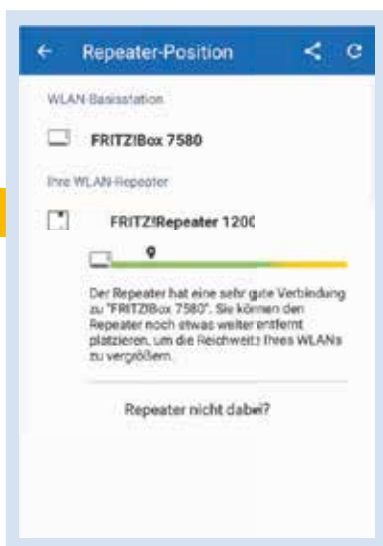 Repeater-Position
WLAN-Basisstation
FRITZ!Box 7580
Ihre WLAN-Repeater
FRITZ!Repeater 1200
Der Repeater hat eine sehr gute Verbindung
zu "FRITZ!Box 7580". Sie können den
Repeater noch etwas weiter entfernt
platzieren, um die Reichweite Ihres WLANs
zu vergrößern.
Repeater nicht dabei?